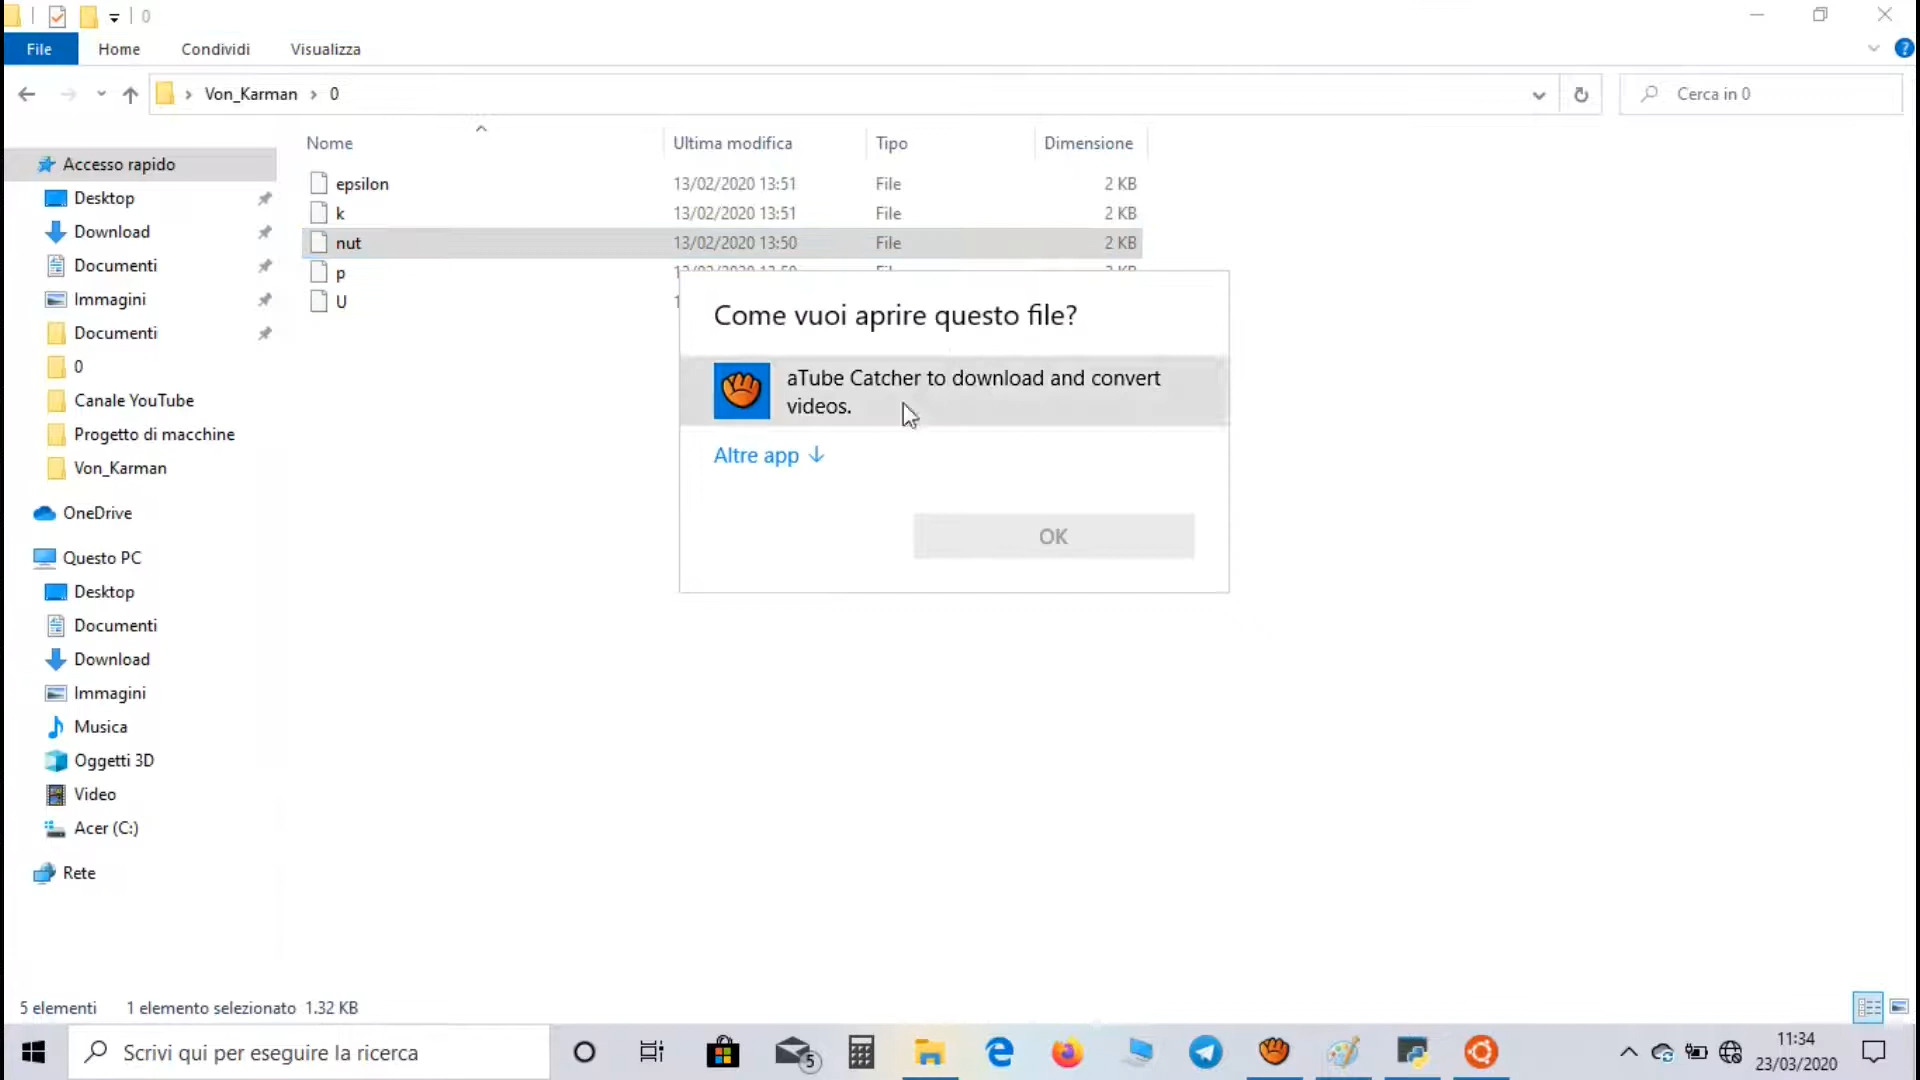 0
File Home Condividi Visualizza
Von_Karman 0
Cerca in 0
Nome Ultima modifica Tipo Dimensione
epsilon 13/02/2020 13:51 File 2 KB
k 13/02/2020 13:51 File 2 KB
nut 13/02/2020 13:50 File 2 KB
p
U
Accesso rapido
Desktop
Download
Documenti
Immagini
Documenti
0
Canale YouTube
Progetto di macchine
Von_Karman
OneDrive
Questo PC
Desktop
Documenti
Download
Immagini
Musica
Oggetti 3D
Video
Acer (C:)
Rete
Come vuoi aprire questo file?
aTube Catcher to download and convert
videos.
Altre app
OK
5 elementi 1 elemento selezionato 1.32 KB
Scrivi qui per eseguire la ricerca
5
11:34
23/03/2020